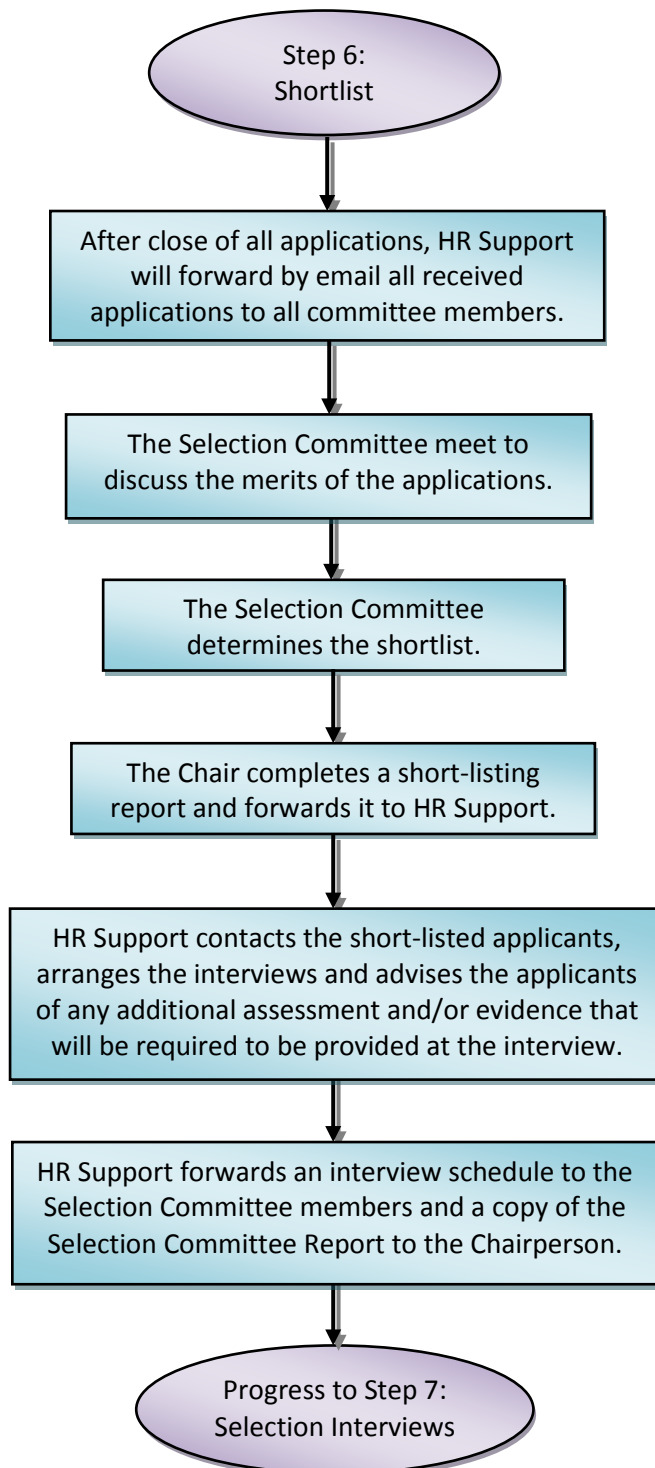 Step 6:
Shortlist
After close of all applications, HR Support
will forward by email all received
applications to all committee members.
The Selection Committee meet to
discuss the merits of the applications.
The Selection Committee
determines the shortlist.
The Chair completes a short-listing
report and forwards it to HR Support.
HR Support contacts the short-listed applicants,
arranges the interviews and advises the applicants
of any additional assessment and/or evidence that
will be required to be provided at the interview.
HR Support forwards an interview schedule to the
Selection Committee members and a copy of the
Selection Committee Report to the Chairperson.
Progress to Step 7:
Selection Interviews